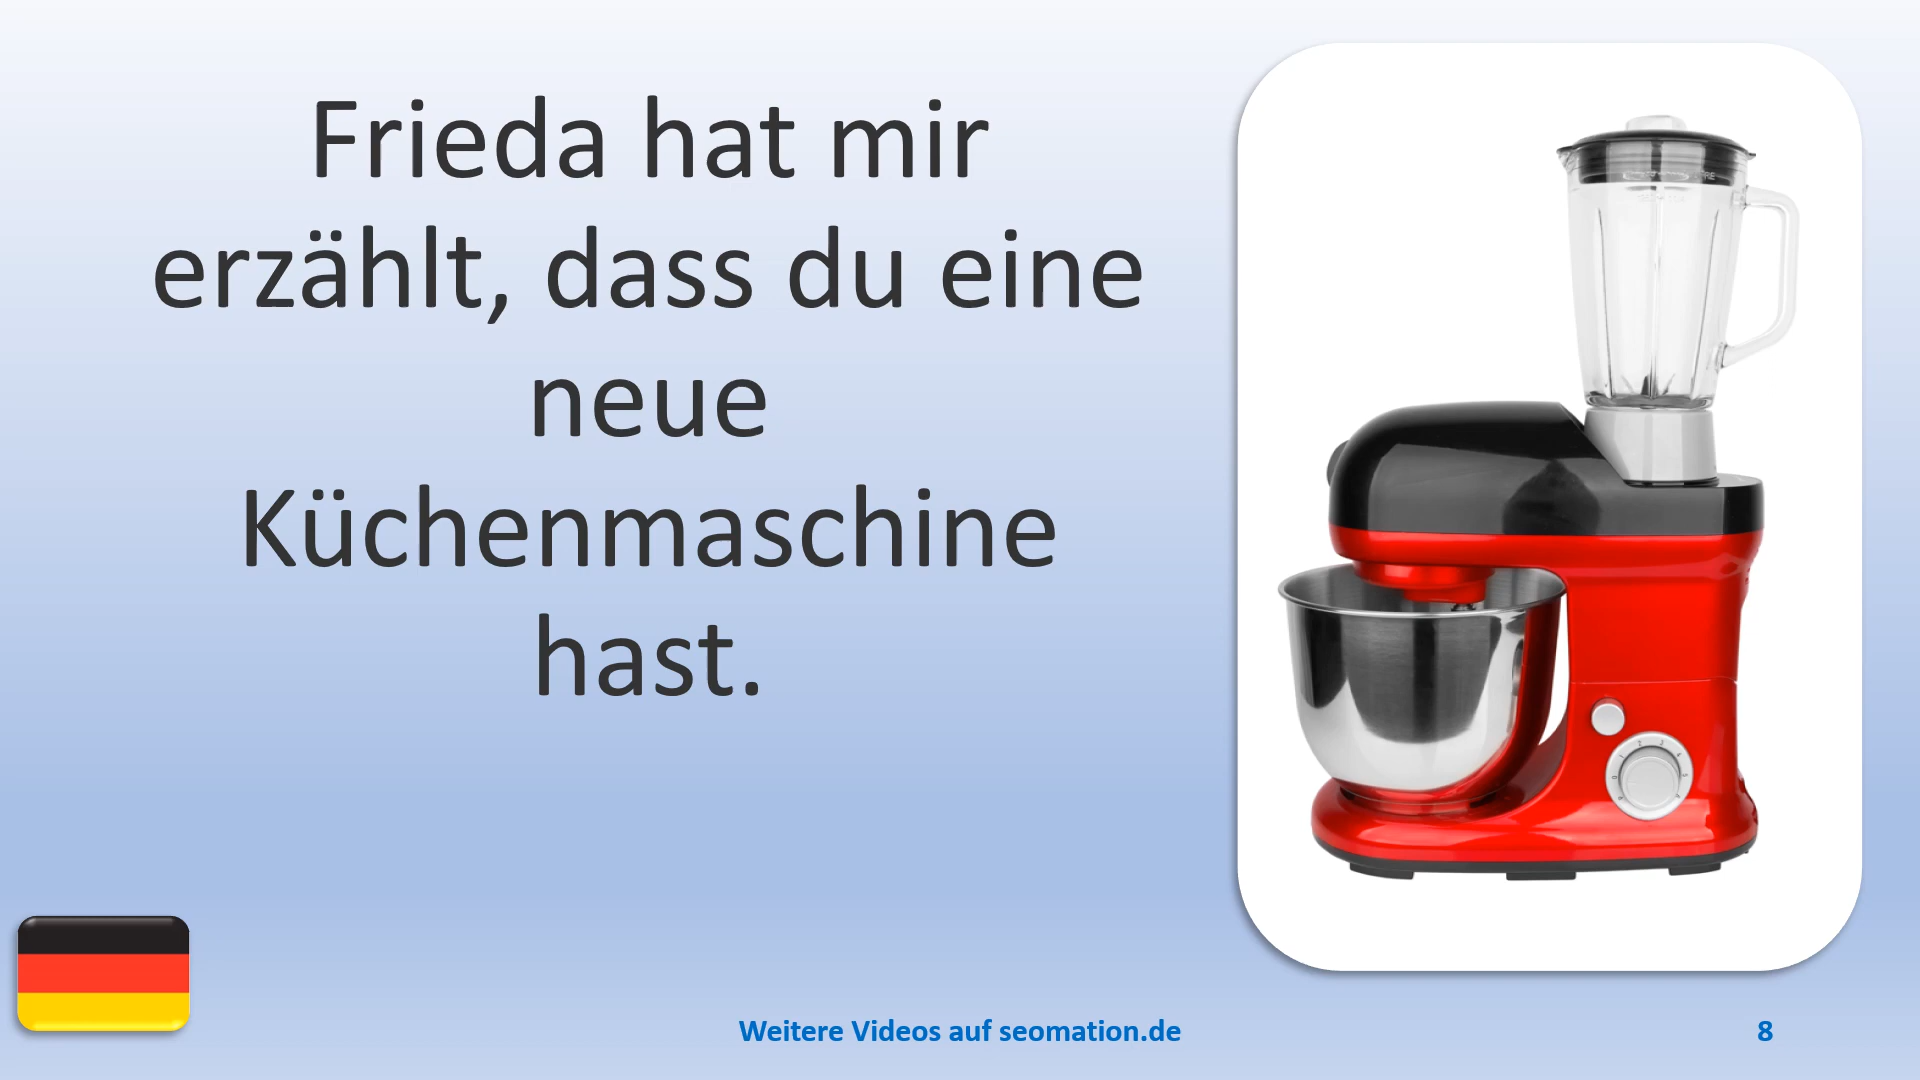 Frieda hat mir
erzählt, dass du eine
neue
Küchenmaschine
hast.
Weitere Videos auf seomation.de
8